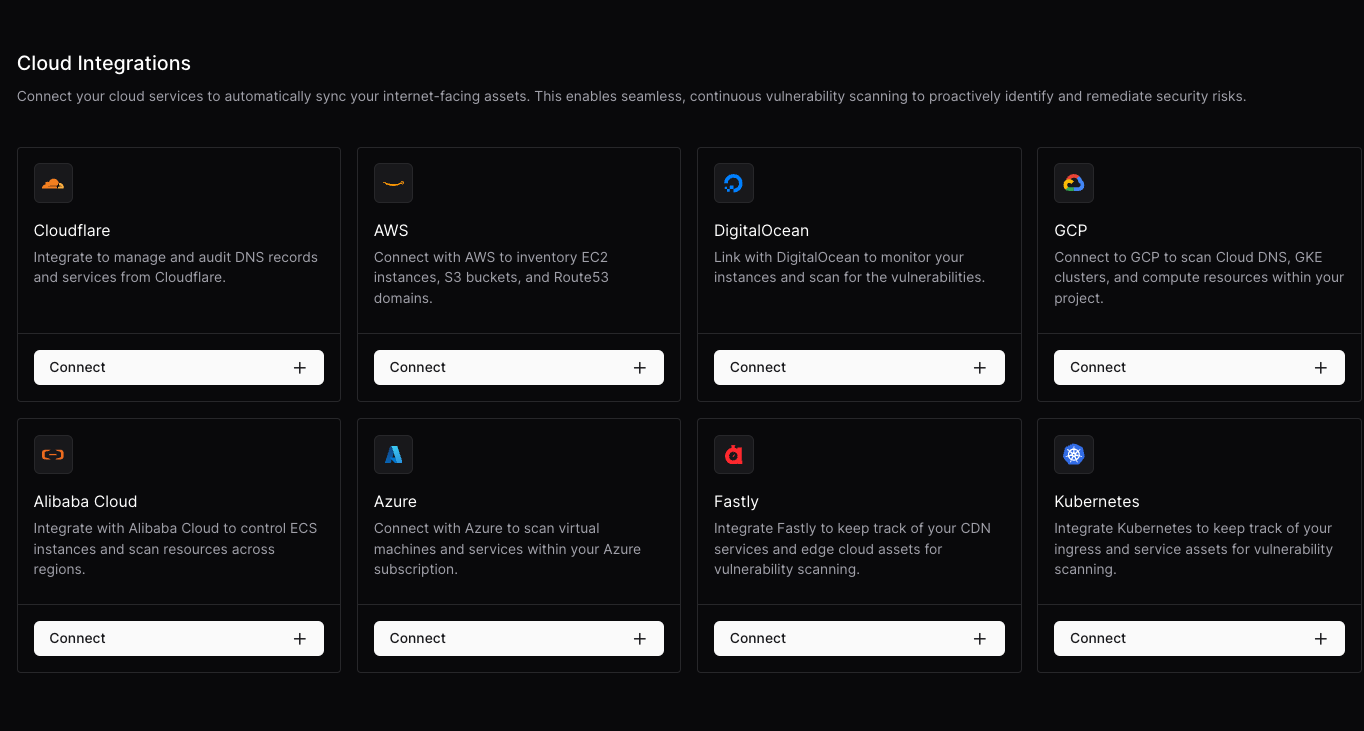 Cloud Integrations
Connect your cloud services to automatically sync your internet-facing assets. This enables seamless, continuous vulnerability scanning to proactively identify and remediate security risks.
Cloudflare
Integrate to manage and audit DNS records
and services from Cloudflare.
Connect
AWS
Connect with AWS to inventory EC2
instances, S3 buckets, and Route53
domains.
Connect
DigitalOcean
Link with DigitalOcean to monitor your
instances and scan for the vulnerabilities.
Connect
GCP
Connect to GCP to scan Cloud DNS, GKE
clusters, and compute resources within your
project.
Connect
Alibaba Cloud
Integrate with Alibaba Cloud to control ECS
instances and scan resources across
regions.
Connect
Azure
Connect with Azure to scan virtual
machines and services within your Azure
subscription.
Connect
Fastly
Integrate Fastly to keep track of your CDN
services and edge cloud assets for
vulnerability scanning.
Connect
Kubernetes
Integrate Kubernetes to keep track of your
ingress and service assets for vulnerability
scanning.
Connect